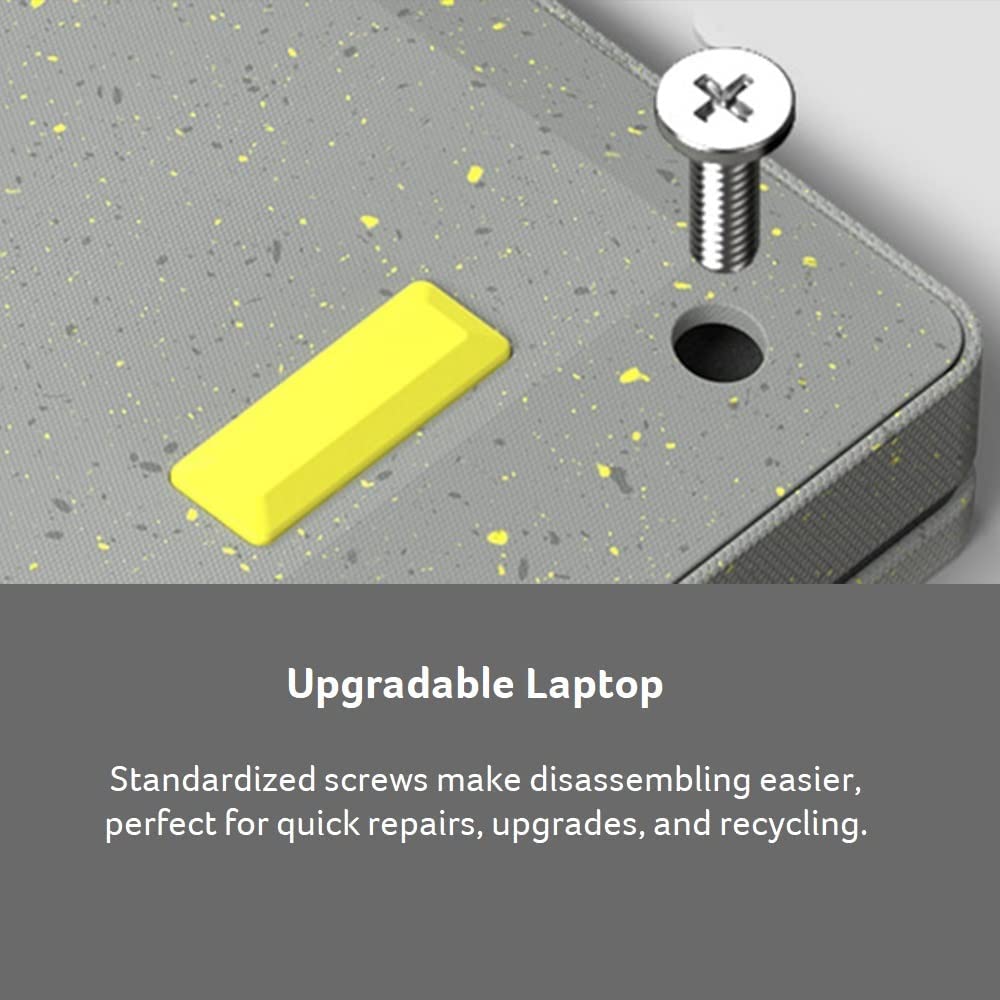 Upgradable Laptop
Standardized screws make disassembling easier,
perfect for quick repairs, upgrades, and recycling.